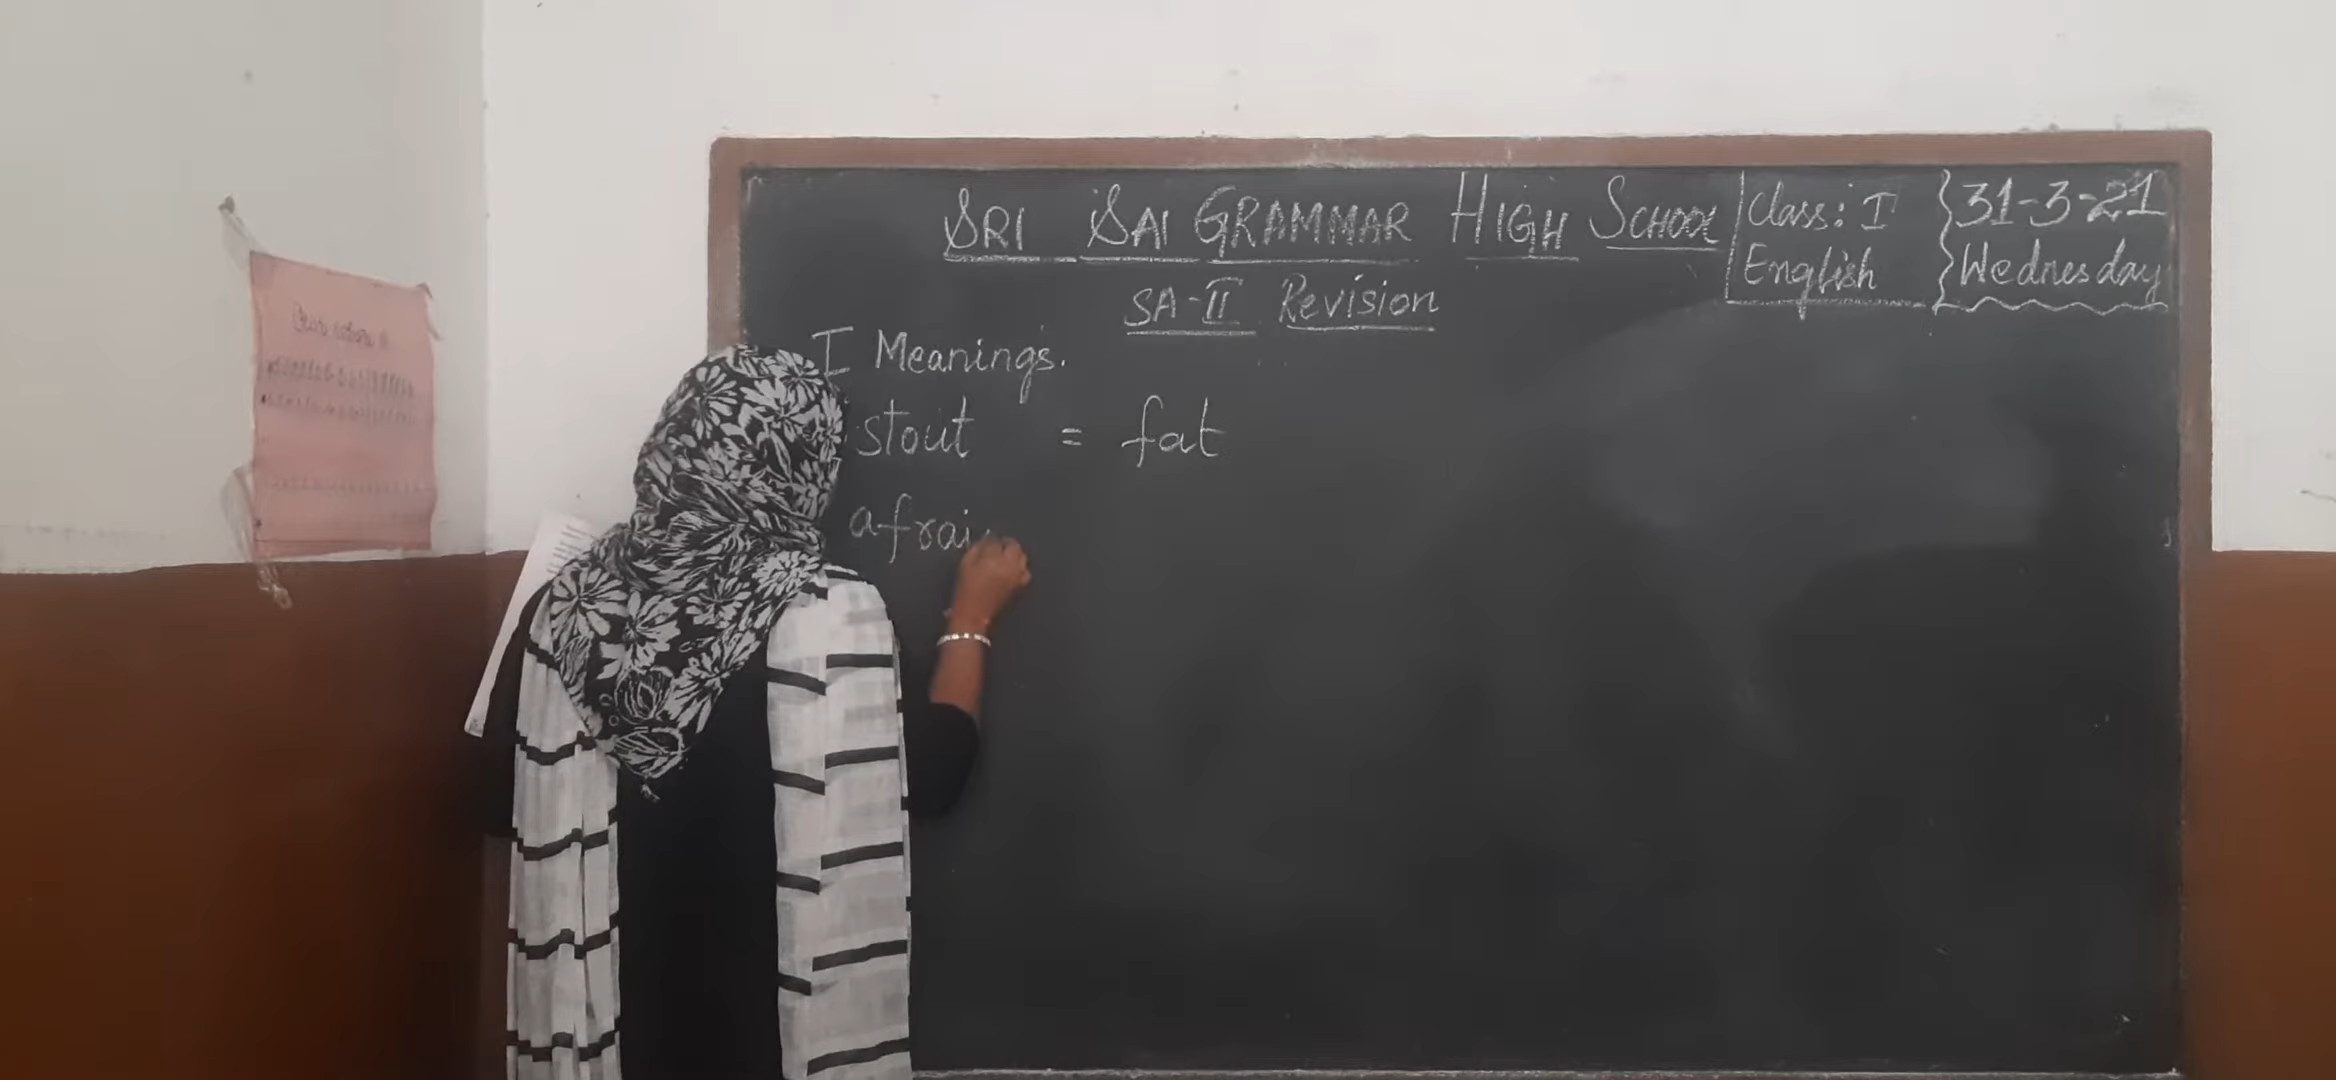 SRI SAI GRAMMAR HIGH SCHOOL
Class: I
English
31-3-21
Wednesday
SA-II Revision
I Meanings.
stout = fat
afrai